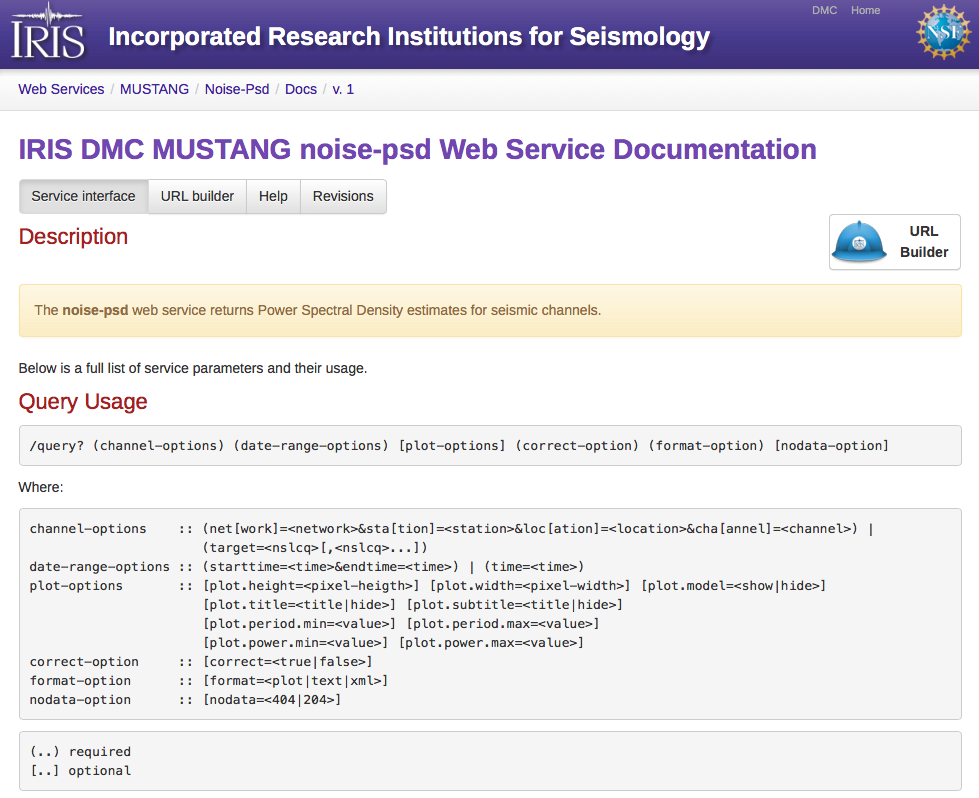 DMC Home
IRIS Incorporated Research Institutions for Seismology NSF
Web Services / MUSTANG / Noise-Psd / Docs / v. 1
IRIS DMC MUSTANG noise-psd Web Service Documentation
Service interface URL builder Help Revisions
Description
URL
Builder
The noise-psd web service returns Power Spectral Density estimates for seismic channels.
Below is a full list of service parameters and their usage.
Query Usage
/query? (channel-options) (date-range-options) [plot-options] (correct-option) (format-option) [nodata-option]
Where:
channel-options :: (net[work]=<network>&sta[tion]=<station>&loc[ation]=<location>&cha[annel]=<channel>) |
(target=<nslcq>[,<nslcq>...])
date-range-options :: (starttime=<time>&endtime=<time>) | (time=<time>)
plot-options :: [plot.height=<pixel-heigth>] [plot.width=<pixel-width>] [plot.model=<show|hide>]
[plot.title=<title|hide>] [plot.subtitle=<title|hide>]
[plot.period.min=<value>] [plot.period.max=<value>]
[plot.power.min=<value>] [plot.power.max=<value>]
correct-option :: [correct=<true|false>]
format-option :: [format=<plot|text|xml>]
nodata-option :: [nodata=<404|204>]
(..) required
[..] optional